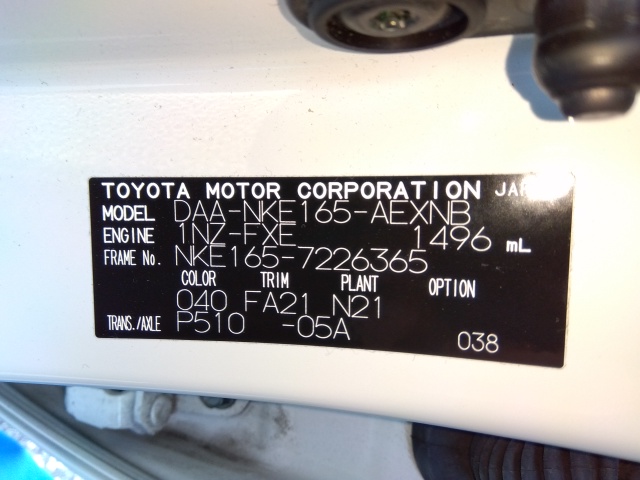 TOYOTA MOTOR CORPORATION JAPAN
MODEL DAA-NKE165-AEXNB
ENGINE 1NZ-FXE 1496 mL
FRAME No. NKE165-7226365
COLOR TRIM PLANT OPTION
040 FA21 N21
TRANS./AXLE P510 -05A
038